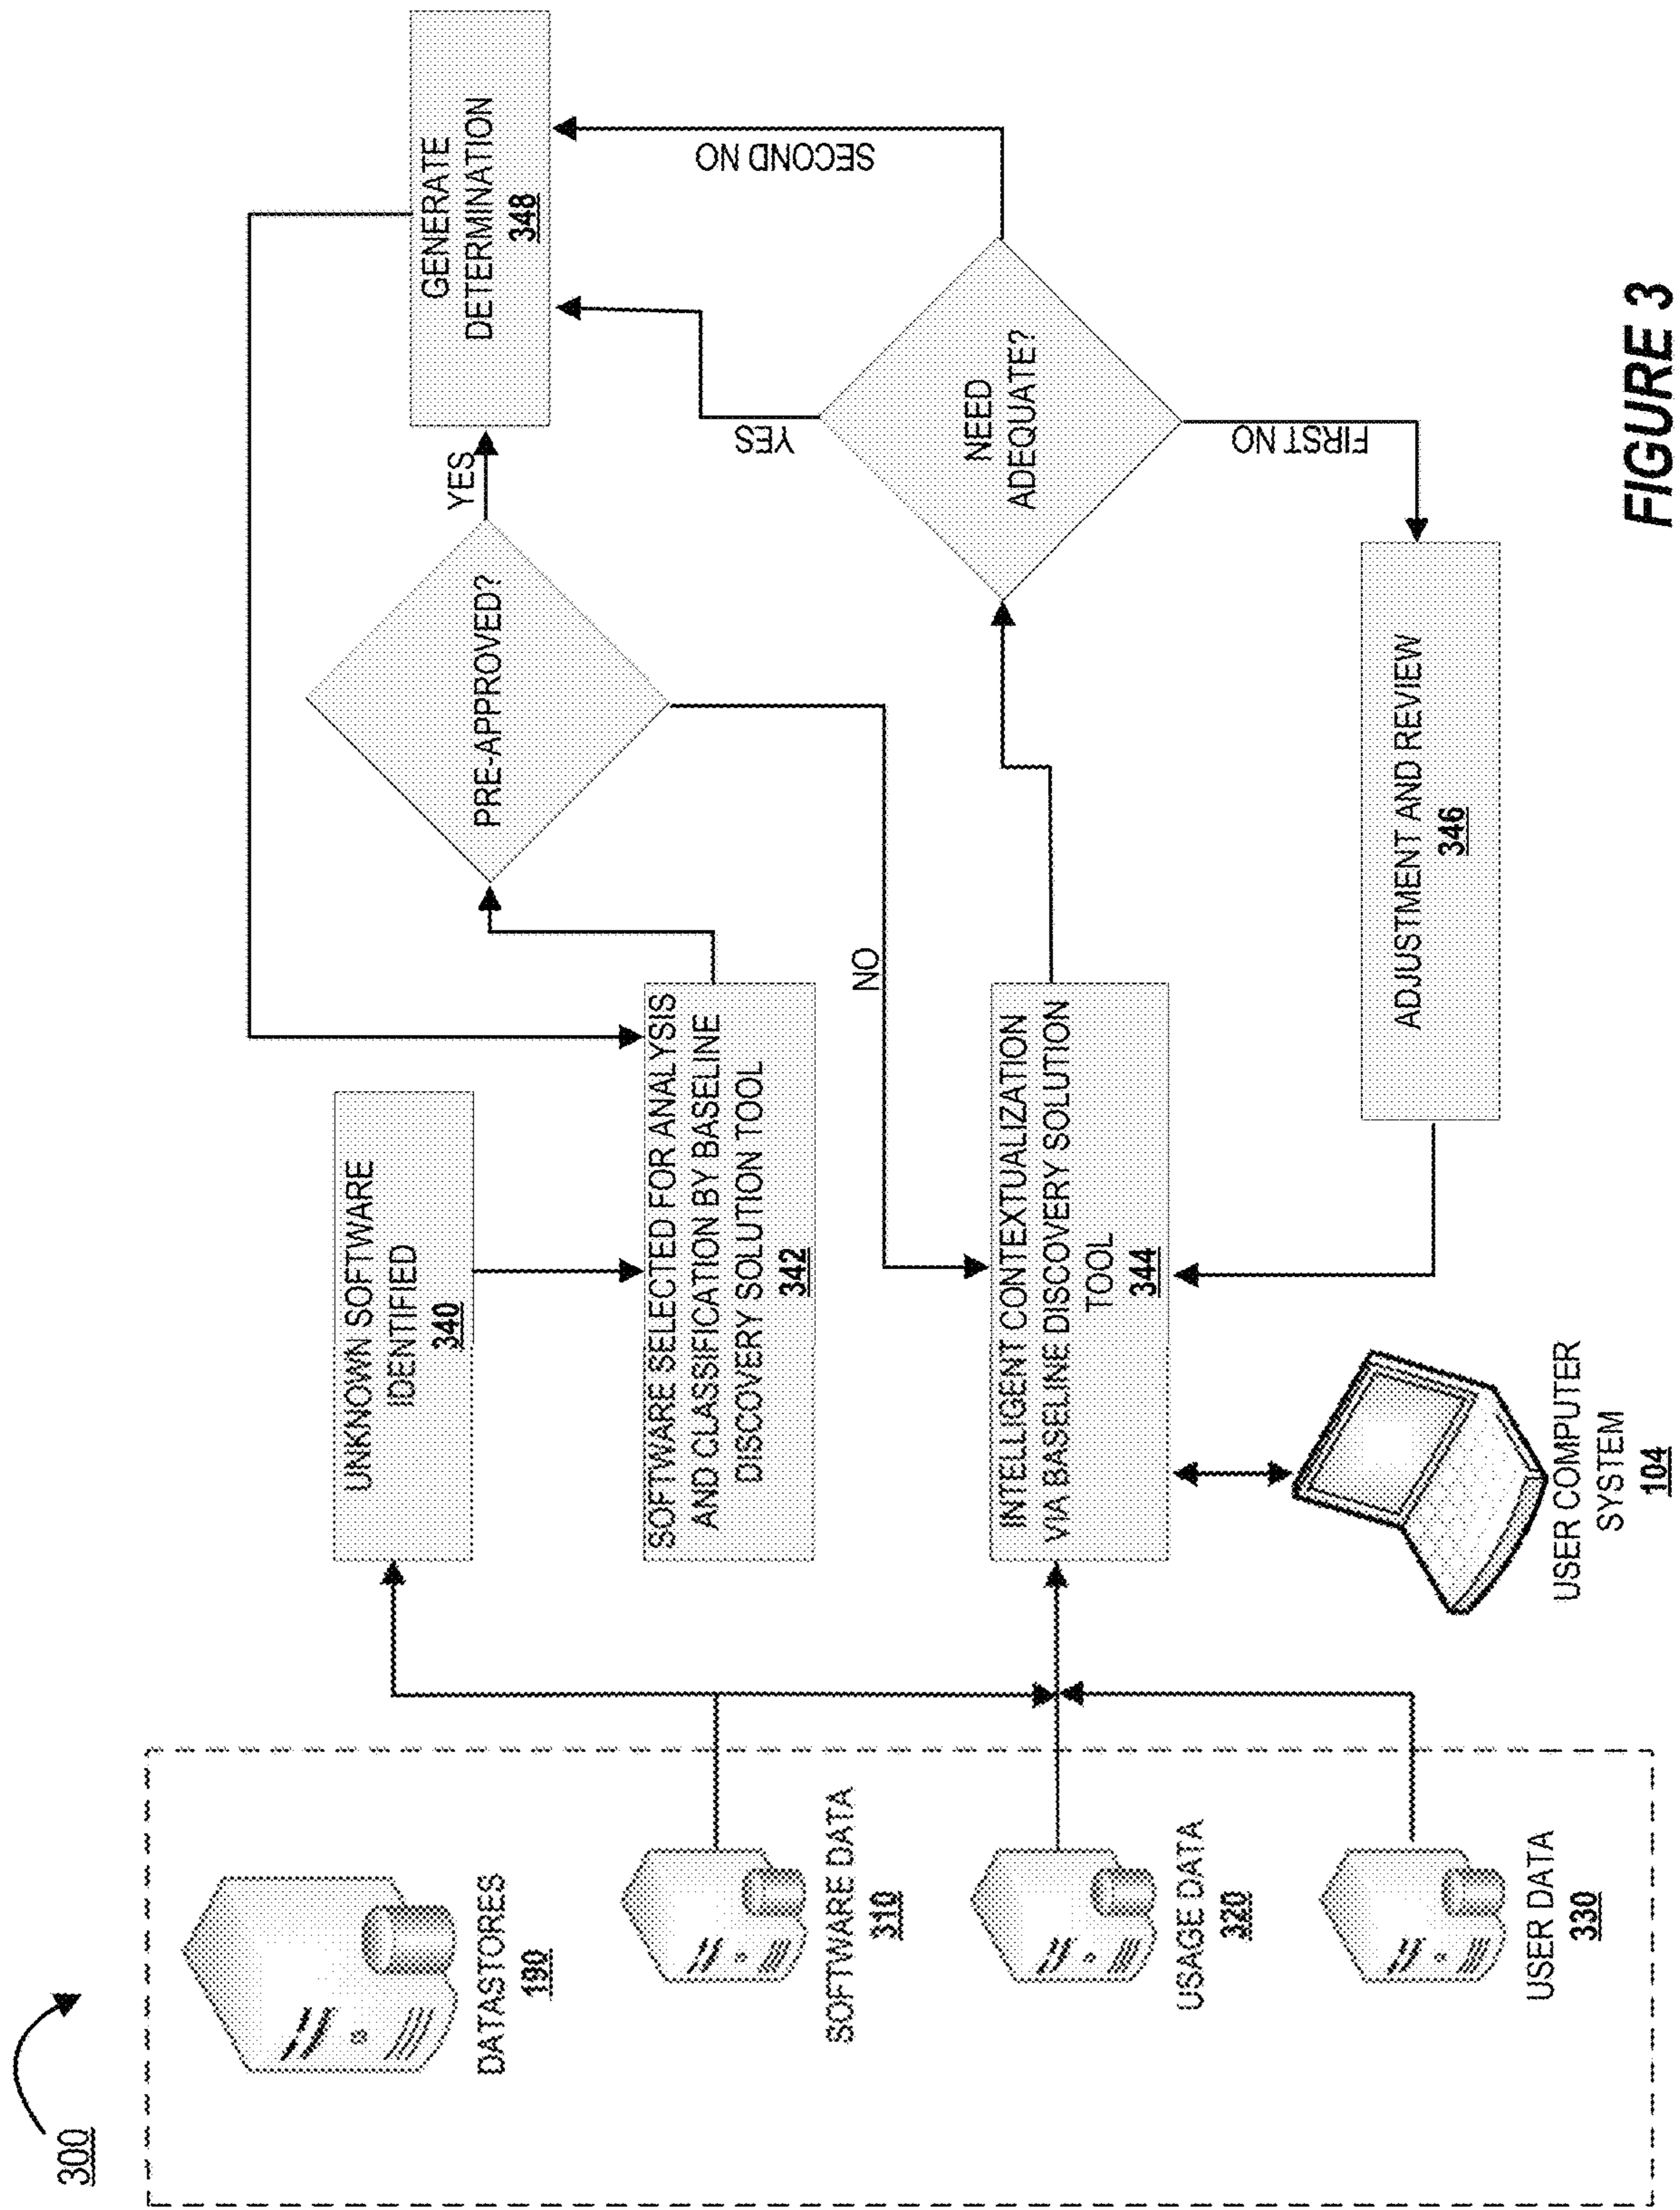 300
DATASTORES
190
SOFTWARE DATA
310
USAGE DATA
320
USER DATA
330
UNKNOWN SOFTWARE
IDENTIFIED
340
SOFTWARE SELECTED FOR ANALYSIS
AND CLASSIFICATION BY BASELINE
DISCOVERY SOLUTION TOOL
342
INTELLIGENT CONTEXTUALIZATION
VIA BASELINE DISCOVERY SOLUTION
TOOL
344
USER COMPUTER
SYSTEM
104
PRE-APPROVED?
YES
NO
GENERATE
DETERMINATION
348
NEED
ADEQUATE?
YES
SECOND NO
FIRST NO
ADJUSTMENT AND REVIEW
346
FIGURE 3